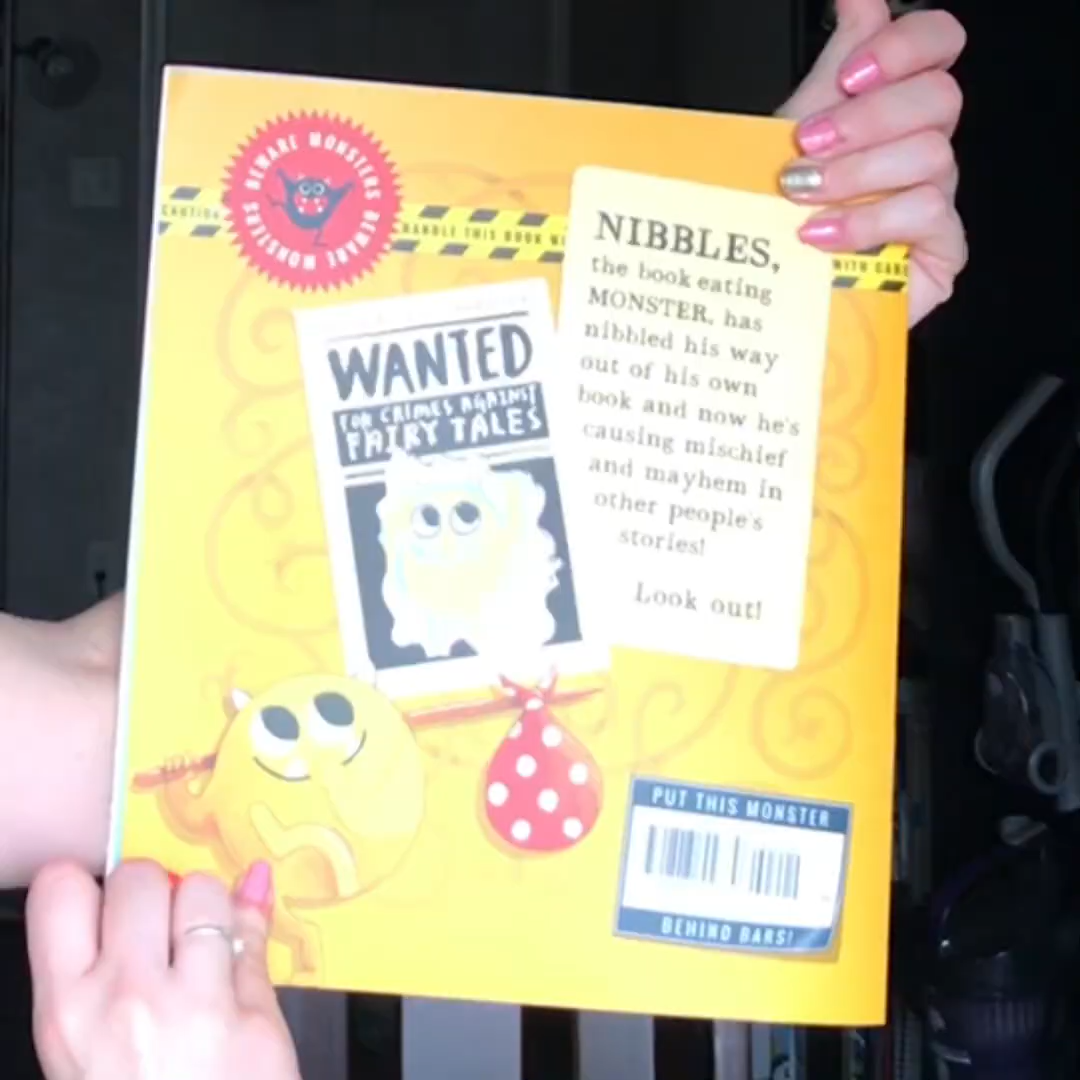 BEWARE MONSTERS BEWARE MONSTERS
CAUTION
HANDLE THIS BOOK WI
WITH CARE
WANTED
FOR CRIMES AGAINST
FAIRY TALES
NIBBLES,
the book eating
MONSTER, has
nibbled his way
out of his own
book and now he's
causing mischief
and mayhem in
other people's
stories!
Look out!
PUT THIS MONSTER
BEHIND BARS!